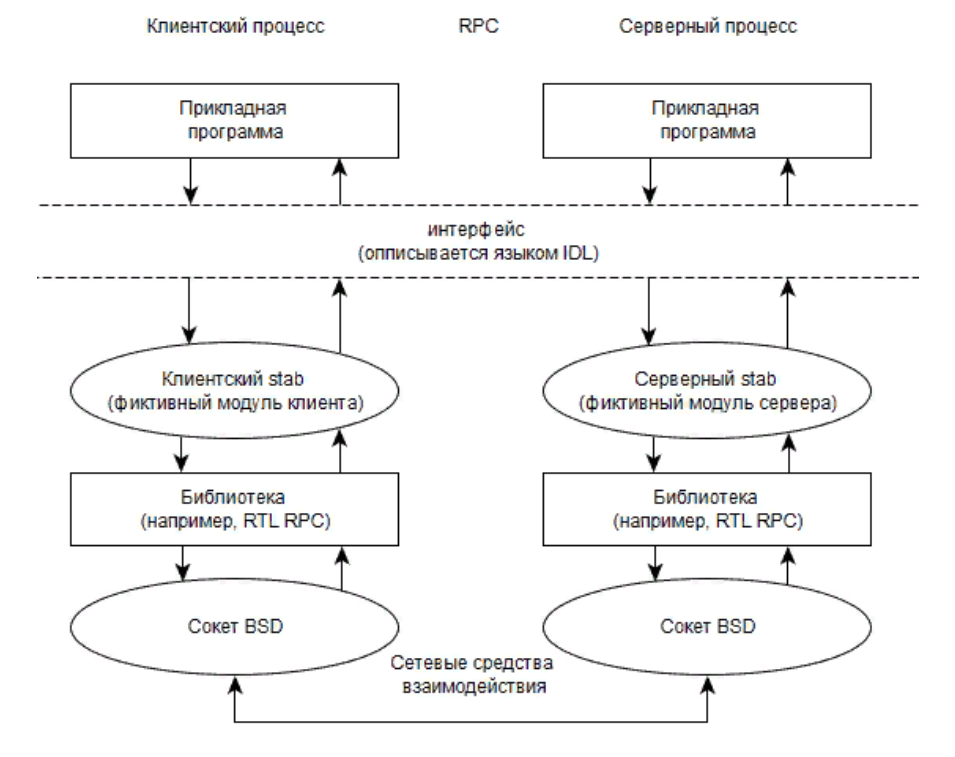 Клиентский процесс
RPC
Серверный процесс
Прикладная
программа
Прикладная
программа
интерфейс
(опписывается языком IDL)
Клиентский stab
(фиктивный модуль клиента)
Серверный stab
(фиктивный модуль сервера)
Библиотека
(например, RTL RPC)
Библиотека
(например, RTL RPC)
Сокет BSD
Сокет BSD
Сетевые средства
взаимодействия